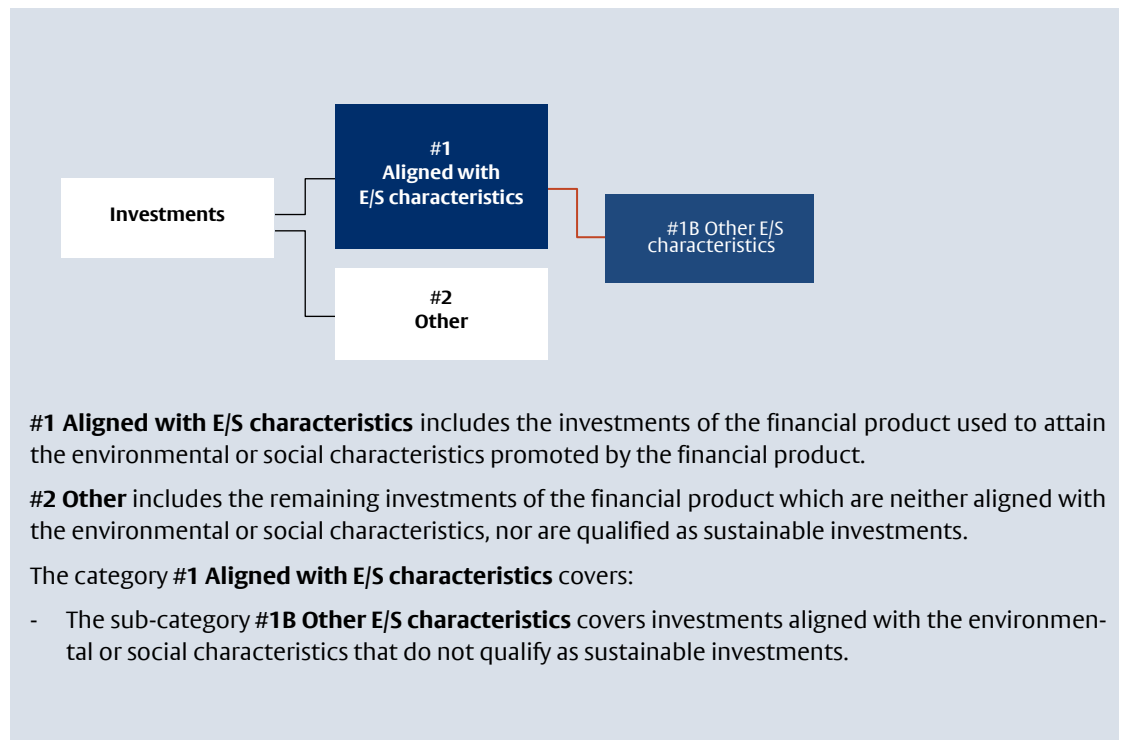 #1
Aligned with
E/S characteristics
Investments
#1B Other E/S
characteristics
#2
Other
#1 Aligned with E/S characteristics includes the investments of the financial product used to attain
the environmental or social characteristics promoted by the financial product.
#2 Other includes the remaining investments of the financial product which are neither aligned with
the environmental or social characteristics, nor are qualified as sustainable investments.
The category #1 Aligned with E/S characteristics covers:
- The sub-category #1B Other E/S characteristics covers investments aligned with the environmen-
tal or social characteristics that do not qualify as sustainable investments.